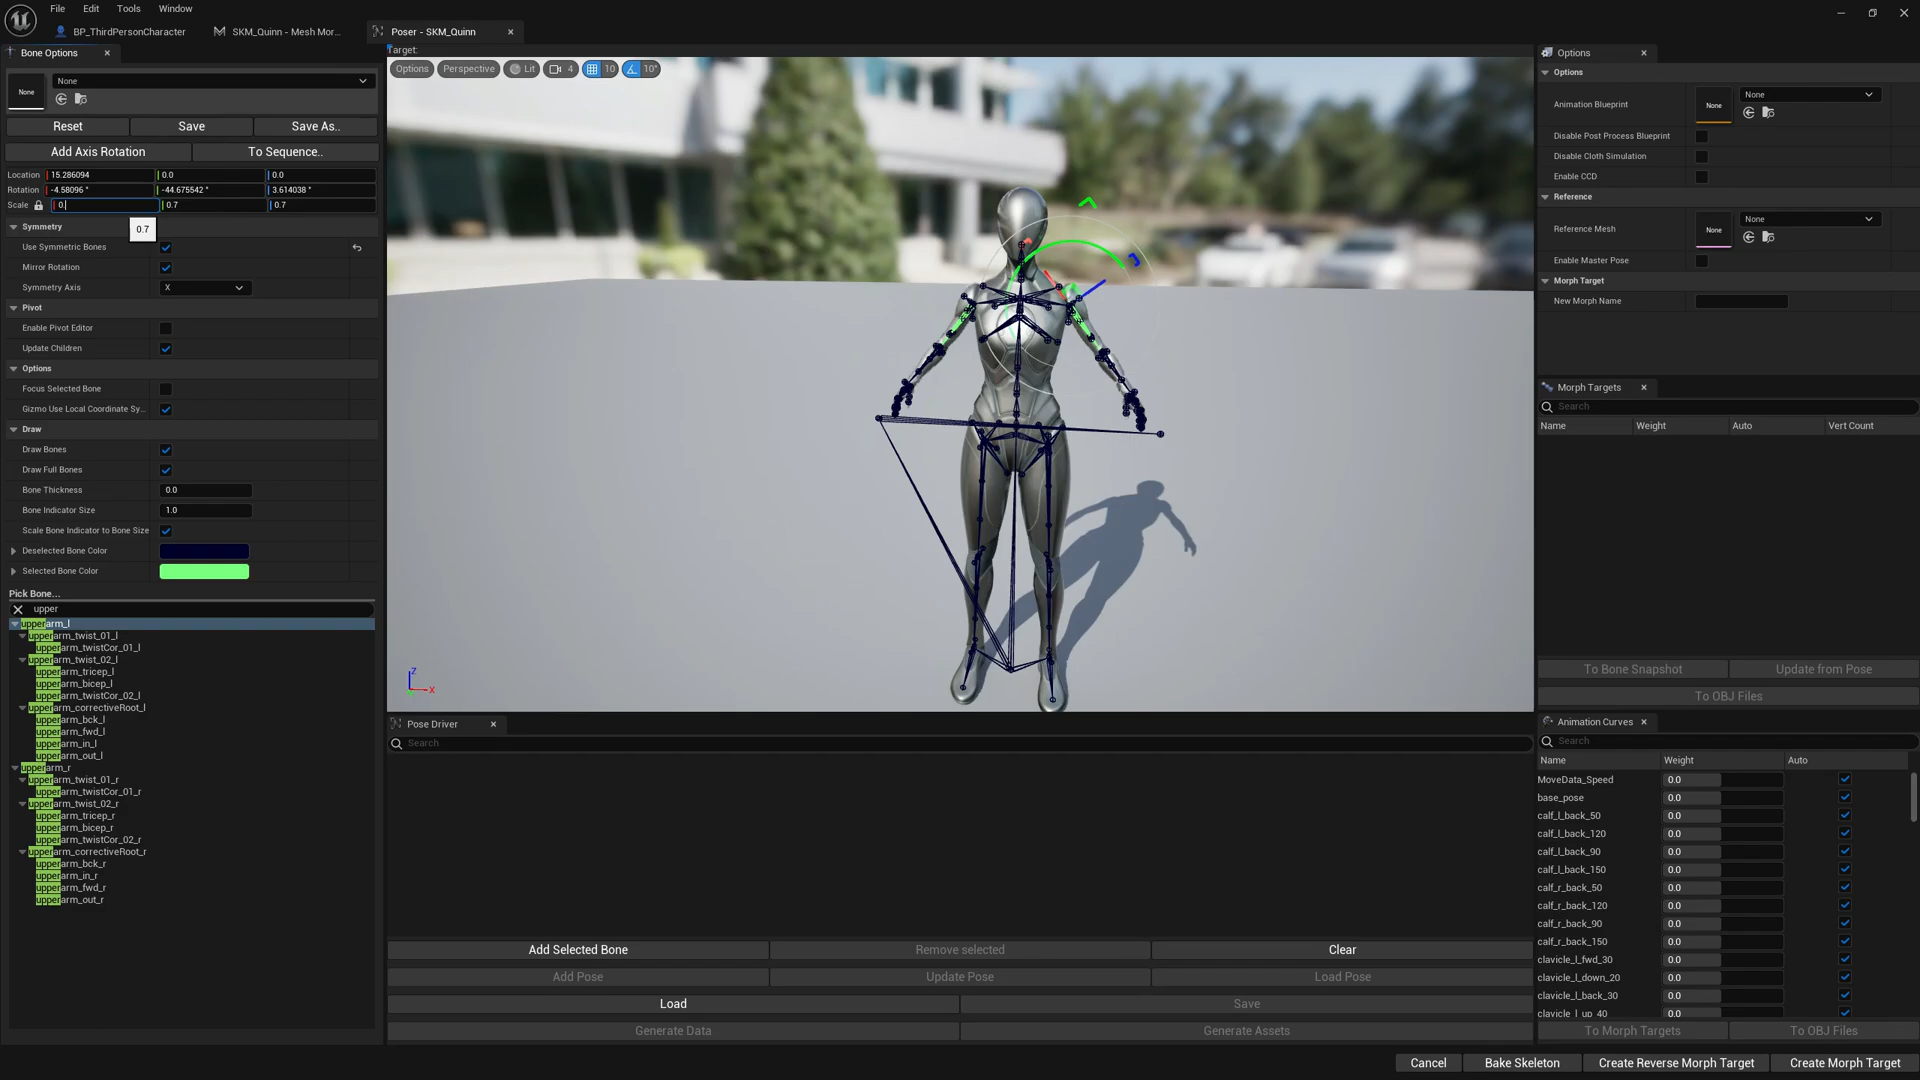 File Edit Tools Window
BP_ThirdPersonCharacter
SKM_Quinn - Mesh Mor...
Poser - SKM_Quinn
Bone Options
None
None
Reset Save Save As..
Add Axis Rotation To Sequence..
Location 15.286094 0.0 0.0
Rotation -4.58096 ° -44.675542 ° 3.614038 °
Scale 0. 0.7 0.7
0.7
Symmetry
Use Symmetric Bones
Mirror Rotation
Symmetry Axis X
Pivot
Enable Pivot Editor
Update Children
Options
Focus Selected Bone
Gizmo Use Local Coordinate Sy...
Draw
Draw Bones
Draw Full Bones
Bone Thickness 0.0
Bone Indicator Size 1.0
Scale Bone Indicator to Bone Size
Deselected Bone Color
Selected Bone Color
Pick Bone...
upper
upperarm_l
upperarm_twist_01_l
upperarm_twistCor_01_l
upperarm_twist_02_l
upperarm_tricep_l
upperarm_bicep_l
upperarm_twistCor_02_l
upperarm_correctiveRoot_l
upperarm_bck_l
upperarm_fwd_l
upperarm_in_l
upperarm_out_l
upperarm_r
upperarm_twist_01_r
upperarm_twistCor_01_r
upperarm_twist_02_r
upperarm_tricep_r
upperarm_bicep_r
upperarm_twistCor_02_r
upperarm_correctiveRoot_r
upperarm_bck_r
upperarm_in_r
upperarm_fwd_r
upperarm_out_r
Target:
Options Perspective Lit 4 10 10°
Z
X
Pose Driver
Search
Add Selected Bone Remove selected Clear
Add Pose Update Pose Load Pose
Load Save
Generate Data Generate Assets
Options
Options
Animation Blueprint None None
Disable Post Process Blueprint
Disable Cloth Simulation
Enable CCD
Reference
Reference Mesh None None
Enable Master Pose
Morph Target
New Morph Name
Morph Targets
Search
Name Weight Auto Vert Count
To Bone Snapshot Update from Pose
To OBJ Files
Animation Curves
Search
Name Weight Auto
MoveData_Speed 0.0
base_pose 0.0
calf_l_back_50 0.0
calf_l_back_120 0.0
calf_l_back_90 0.0
calf_l_back_150 0.0
calf_r_back_50 0.0
calf_r_back_120 0.0
calf_r_back_90 0.0
calf_r_back_150 0.0
clavicle_l_fwd_30 0.0
clavicle_l_down_20 0.0
clavicle_l_back_30 0.0
clavicle_l_up_40 0.0
To Morph Targets To OBJ Files
Cancel Bake Skeleton Create Reverse Morph Target Create Morph Target